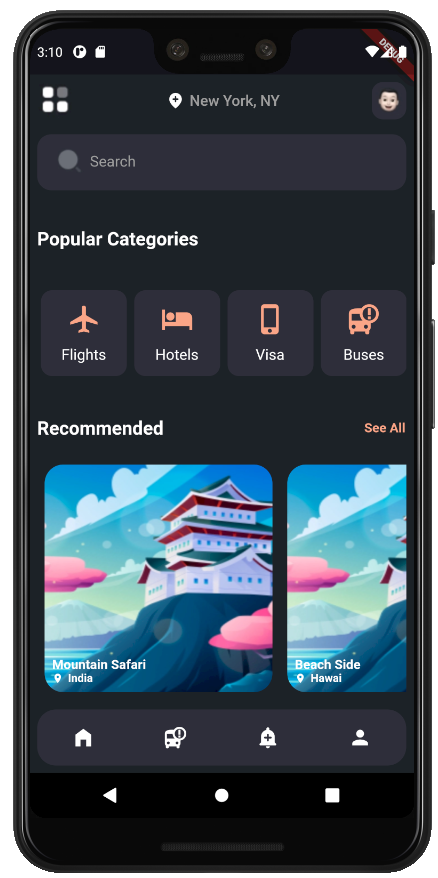 3:10
DEBUG
New York, NY
Search
Popular Categories
Flights
Hotels
Visa
Buses
Recommended
See All
Mountain Safari
India
Beach Side
Hawai